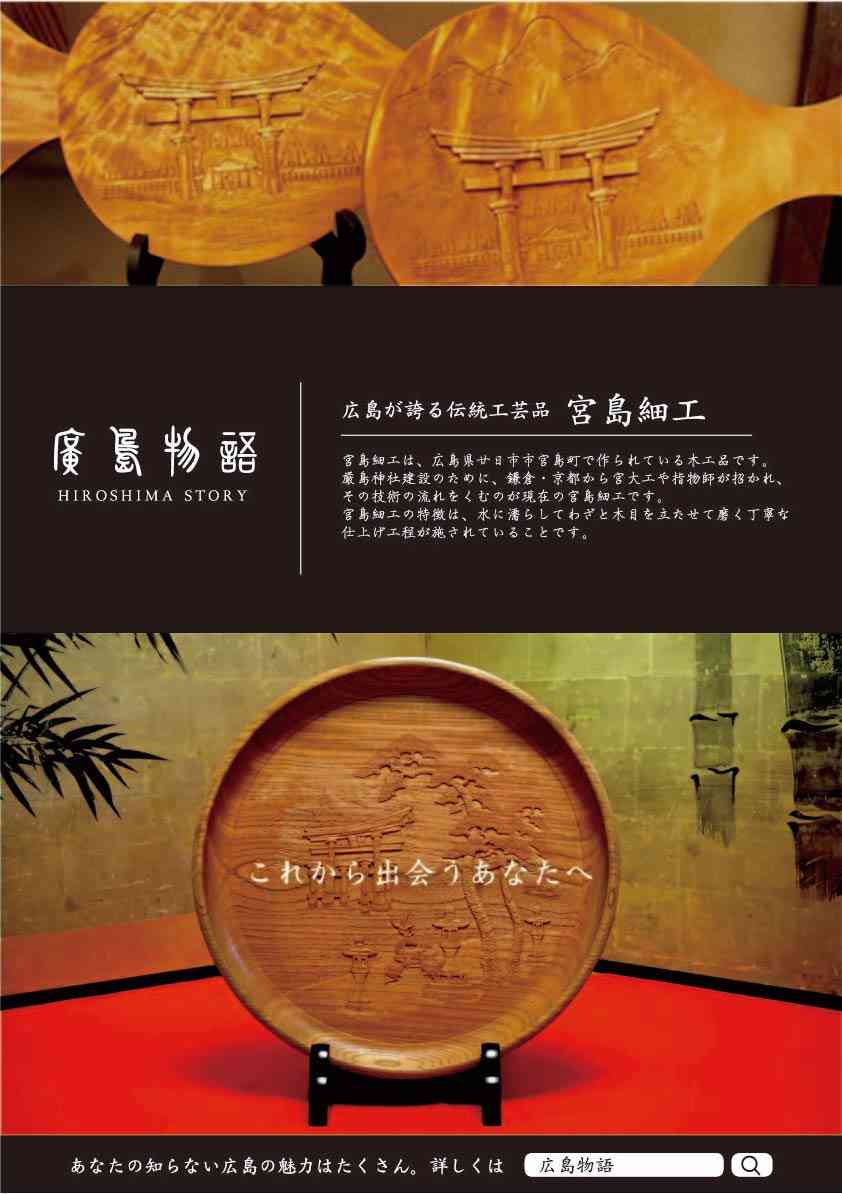 廣島物語
HIROSHIMA STORY
広島が誇る伝統工芸品 宮島細工
宮島細工は、広島県廿日市市宮島町で作られている木工品です。
厳島神社建設のために、鎌倉・京都から宮大工や指物師が招かれ、
その技術の流れをくむのが現在の宮島細工です。
宮島細工の特徴は、水に濡らしてわざと木目を立たせて磨く丁寧な
仕上げ工程が施されていることです。
これから出会うあなたへ
あなたの知らない広島の魅力はたくさん。詳しくは 広島物語